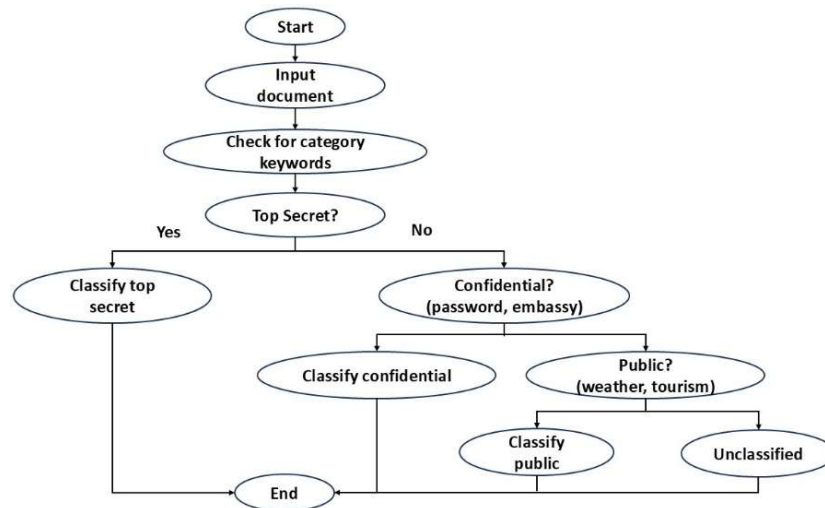 Start
Input
document
Check for category
keywords
Top Secret?
Yes
No
Classify top
secret
Confidential?
(password, embassy)
Classify confidential
Public?
(weather, tourism)
Classify
public
Unclassified
End